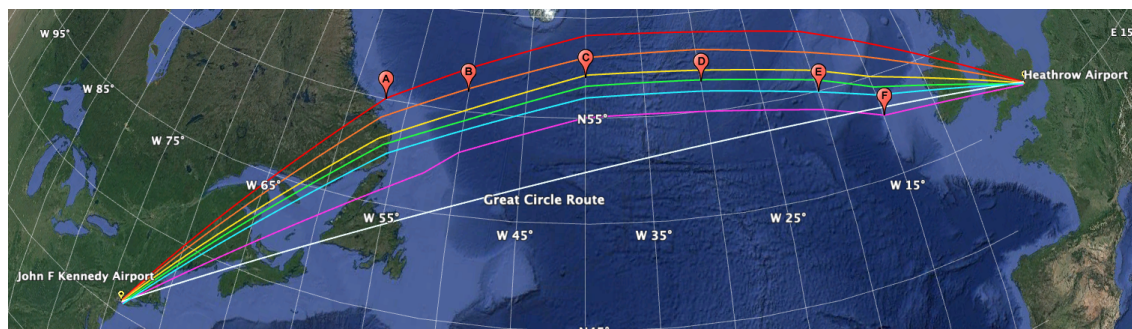 W 95°
E 15°
A
B
C
D
E
F
Heathrow Airport
W 85°
N55°
W 75°
W 65°
Great Circle Route
W 15°
W 55°
W 25°
W 45°
W 35°
John F Kennedy Airport